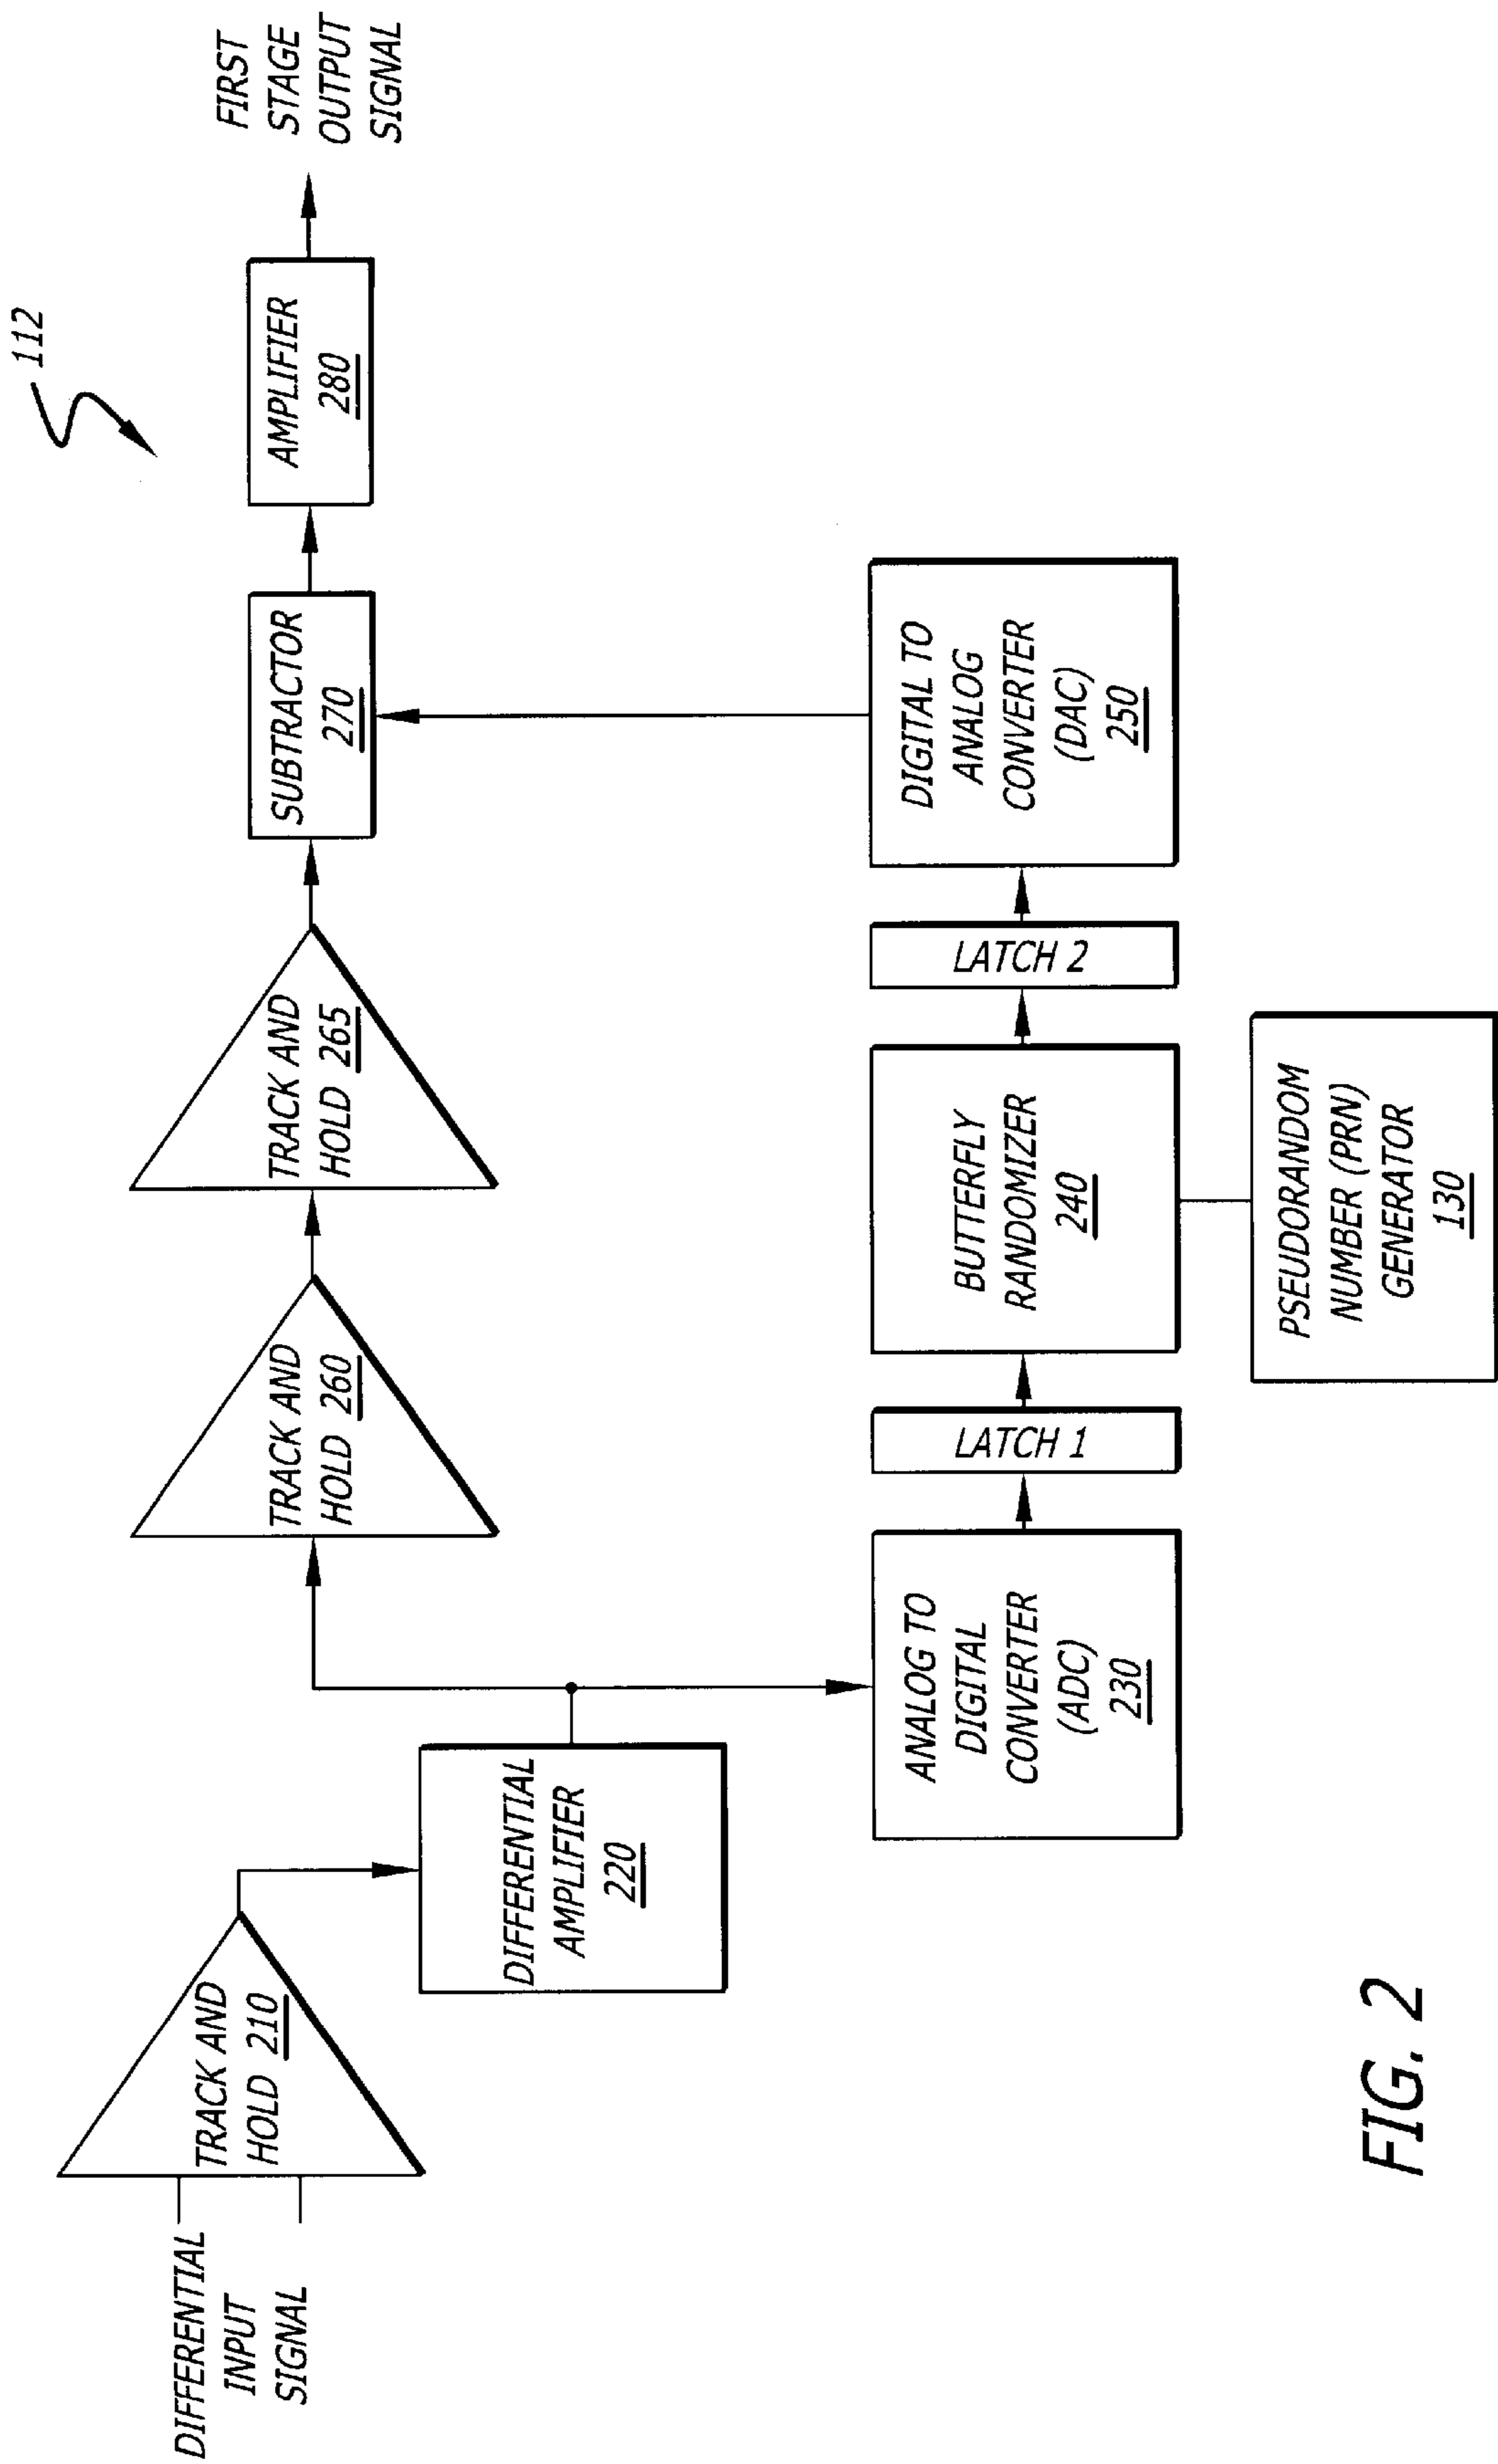 112
DIFFERENTIAL
INPUT
SIGNAL
TRACK AND
HOLD 210
DIFFERENTIAL
AMPLIFIER
220
TRACK AND
HOLD 260
TRACK AND
HOLD 265
SUBTRACTOR
270
AMPLIFIER
280
FIRST
STAGE
OUTPUT
SIGNAL
ANALOG TO
DIGITAL
CONVERTER
(ADC)
230
LATCH 1
BUTTERFLY
RANDOMIZER
240
LATCH 2
DIGITAL TO
ANALOG
CONVERTER
(DAC)
250
PSEUDORANDOM
NUMBER (PRN)
GENERATOR
130
FIG. 2